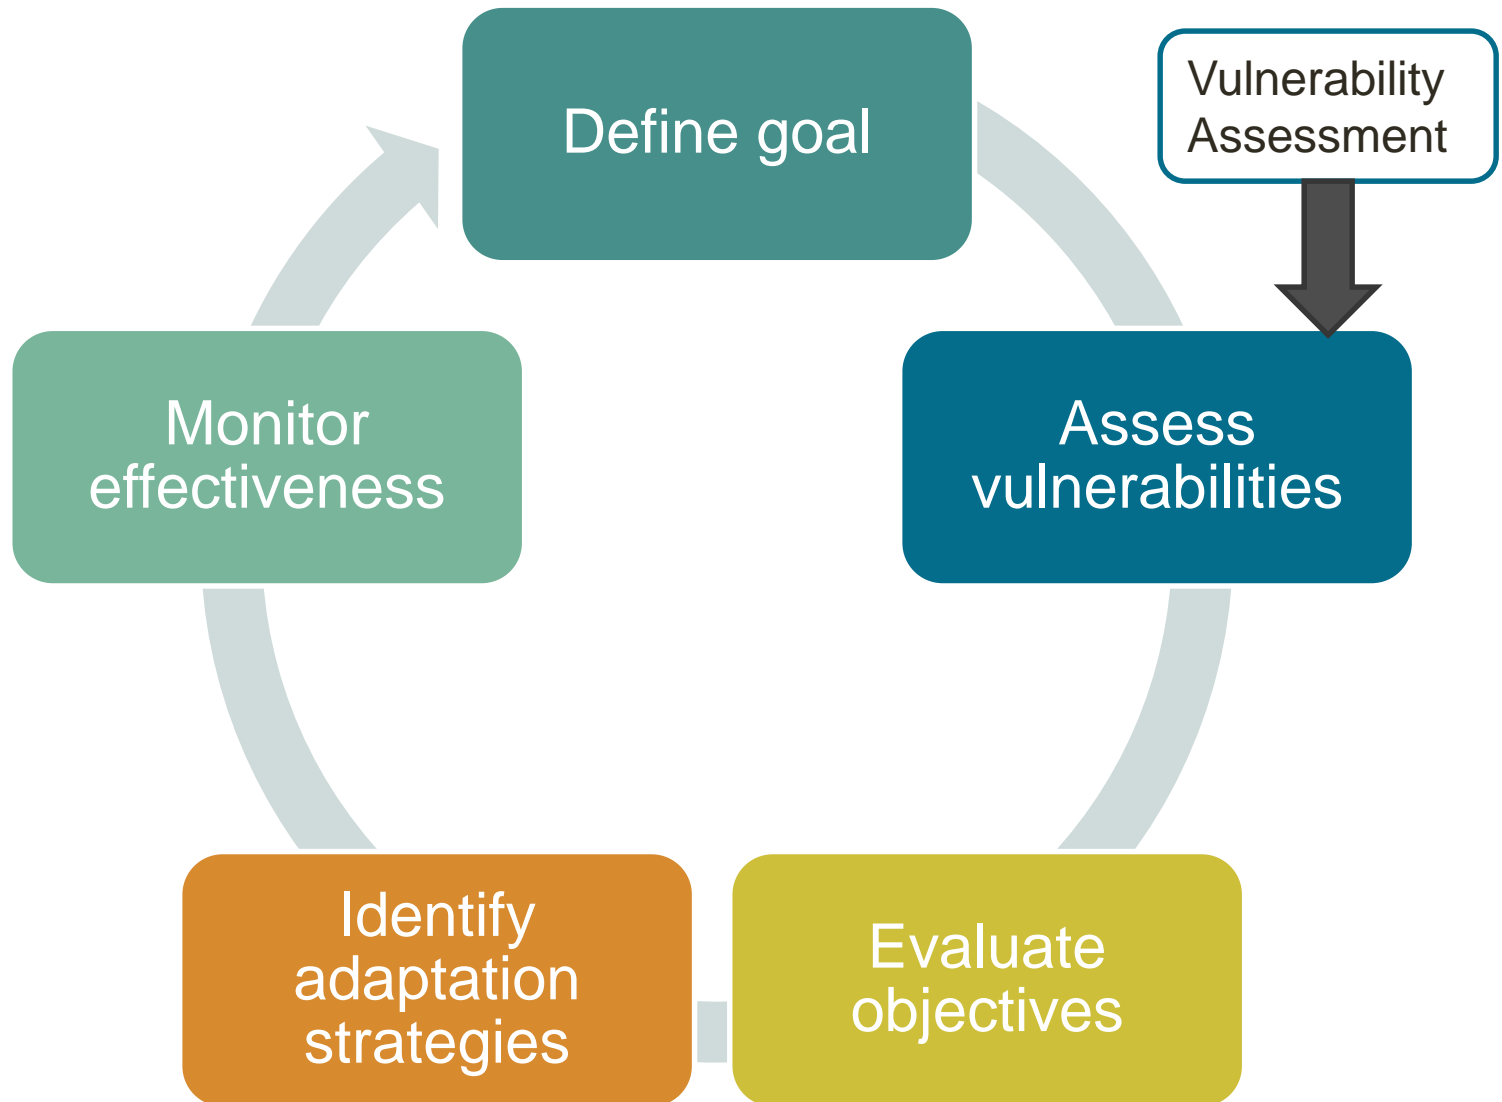 Define goal
Vulnerability
Assessment
Assess
vulnerabilities
Evaluate
objectives
Identify
adaptation
strategies
Monitor
effectiveness